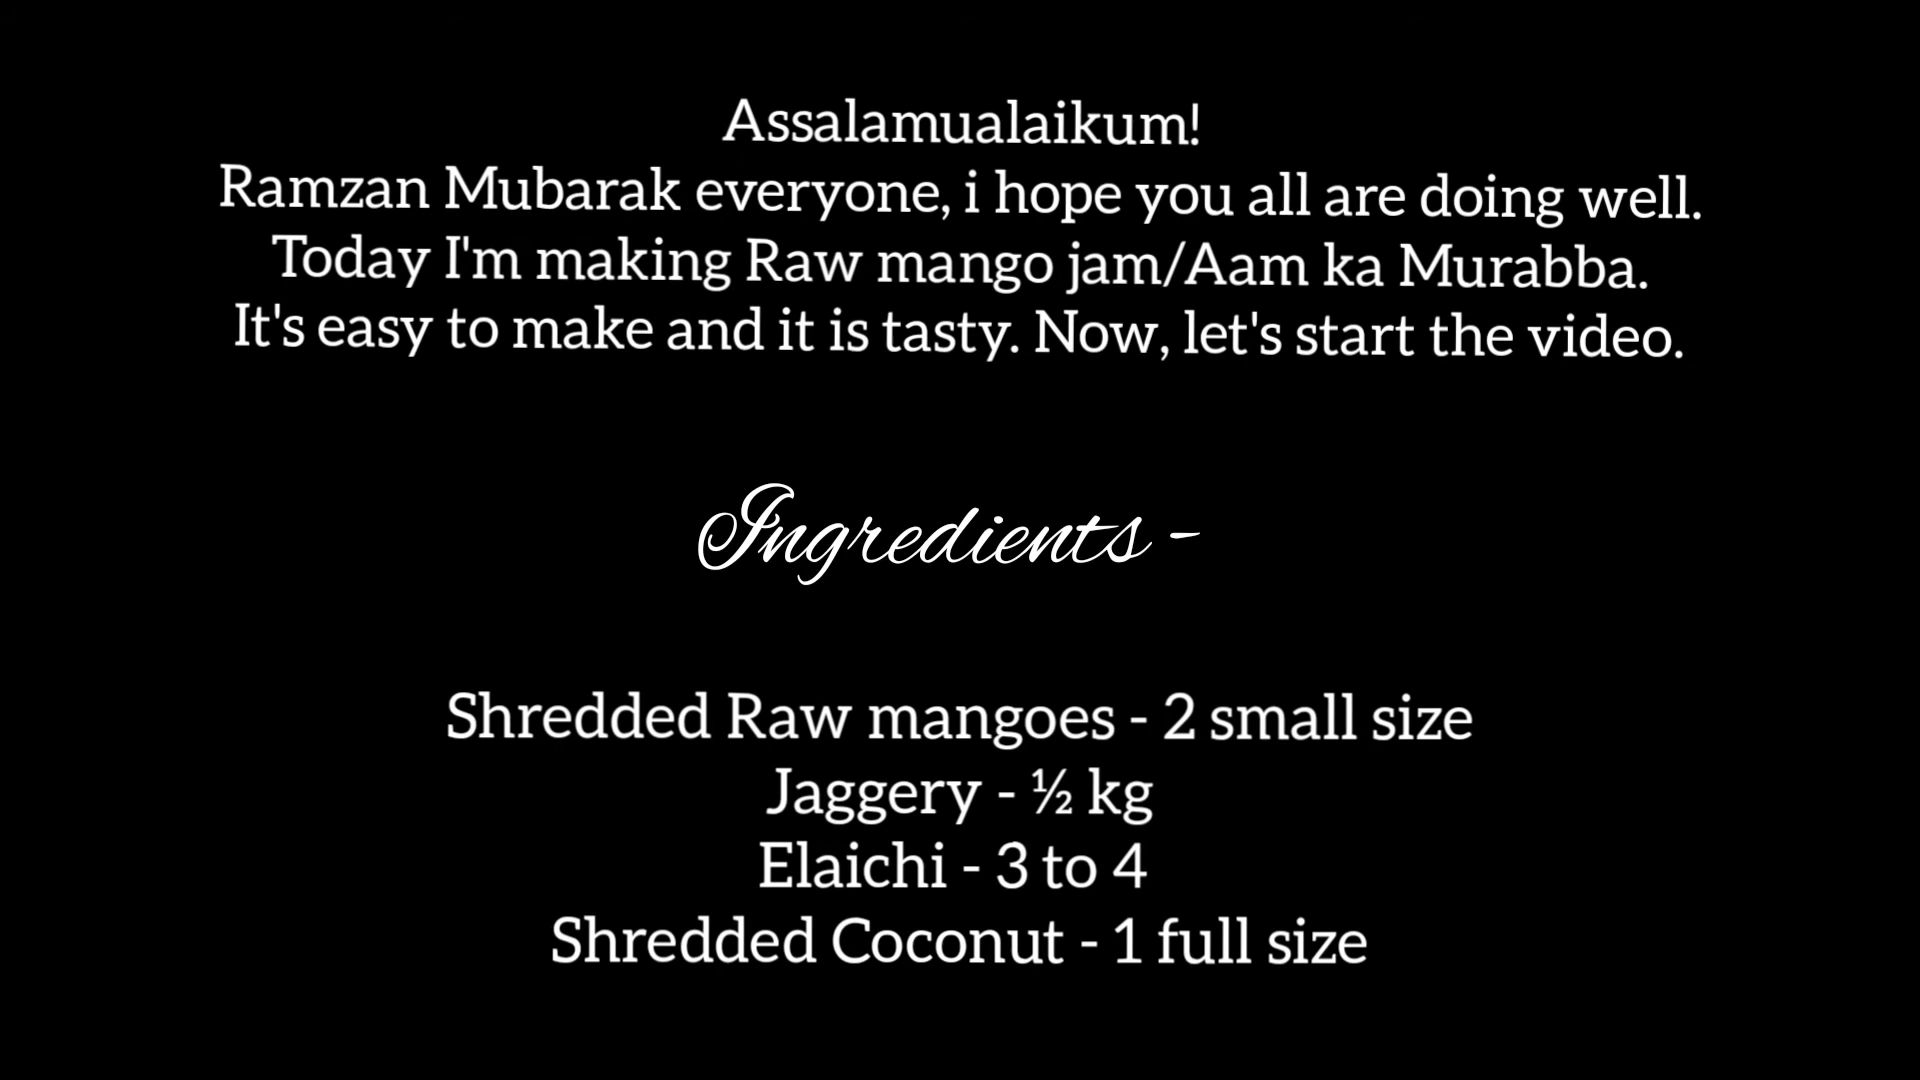 Assalamualaikum!
Ramzan Mubarak everyone, i hope you all are doing well.
Today I'm making Raw mango jam/Aam ka Murabba.
It's easy to make and it is tasty. Now, let's start the video.
Ingredients -
Shredded Raw mangoes - 2 small size
Jaggery - ½ kg
Elaichi - 3 to 4
Shredded Coconut - 1 full size